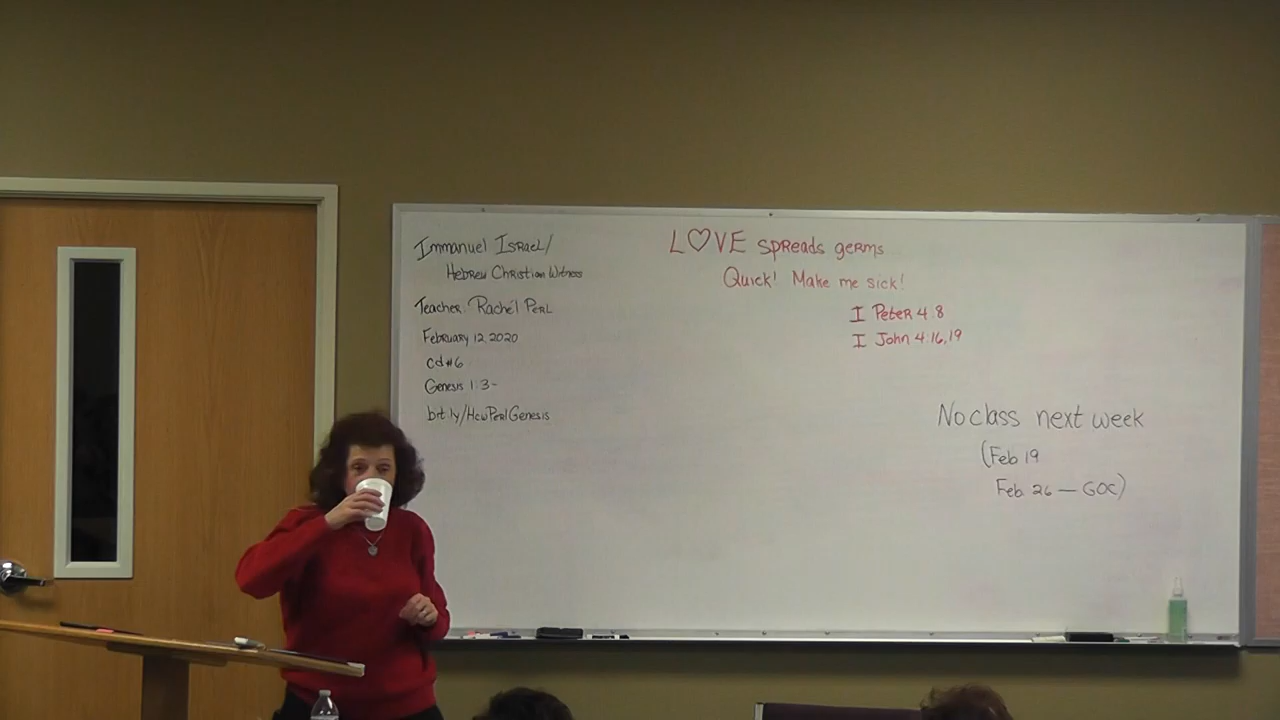 Immanuel Israel/
Hebrew Christian Witness
Teacher: Rachél Perl
February 12, 2020
cd#6
Genesis 1:3-
bit.ly/HcwPerlGenesis
L♡VE spreads germs
Quick! Make me sick!
I Peter 4:8
I John 4:16,19
No class next week
(Feb 19
Feb. 26 — GOC)